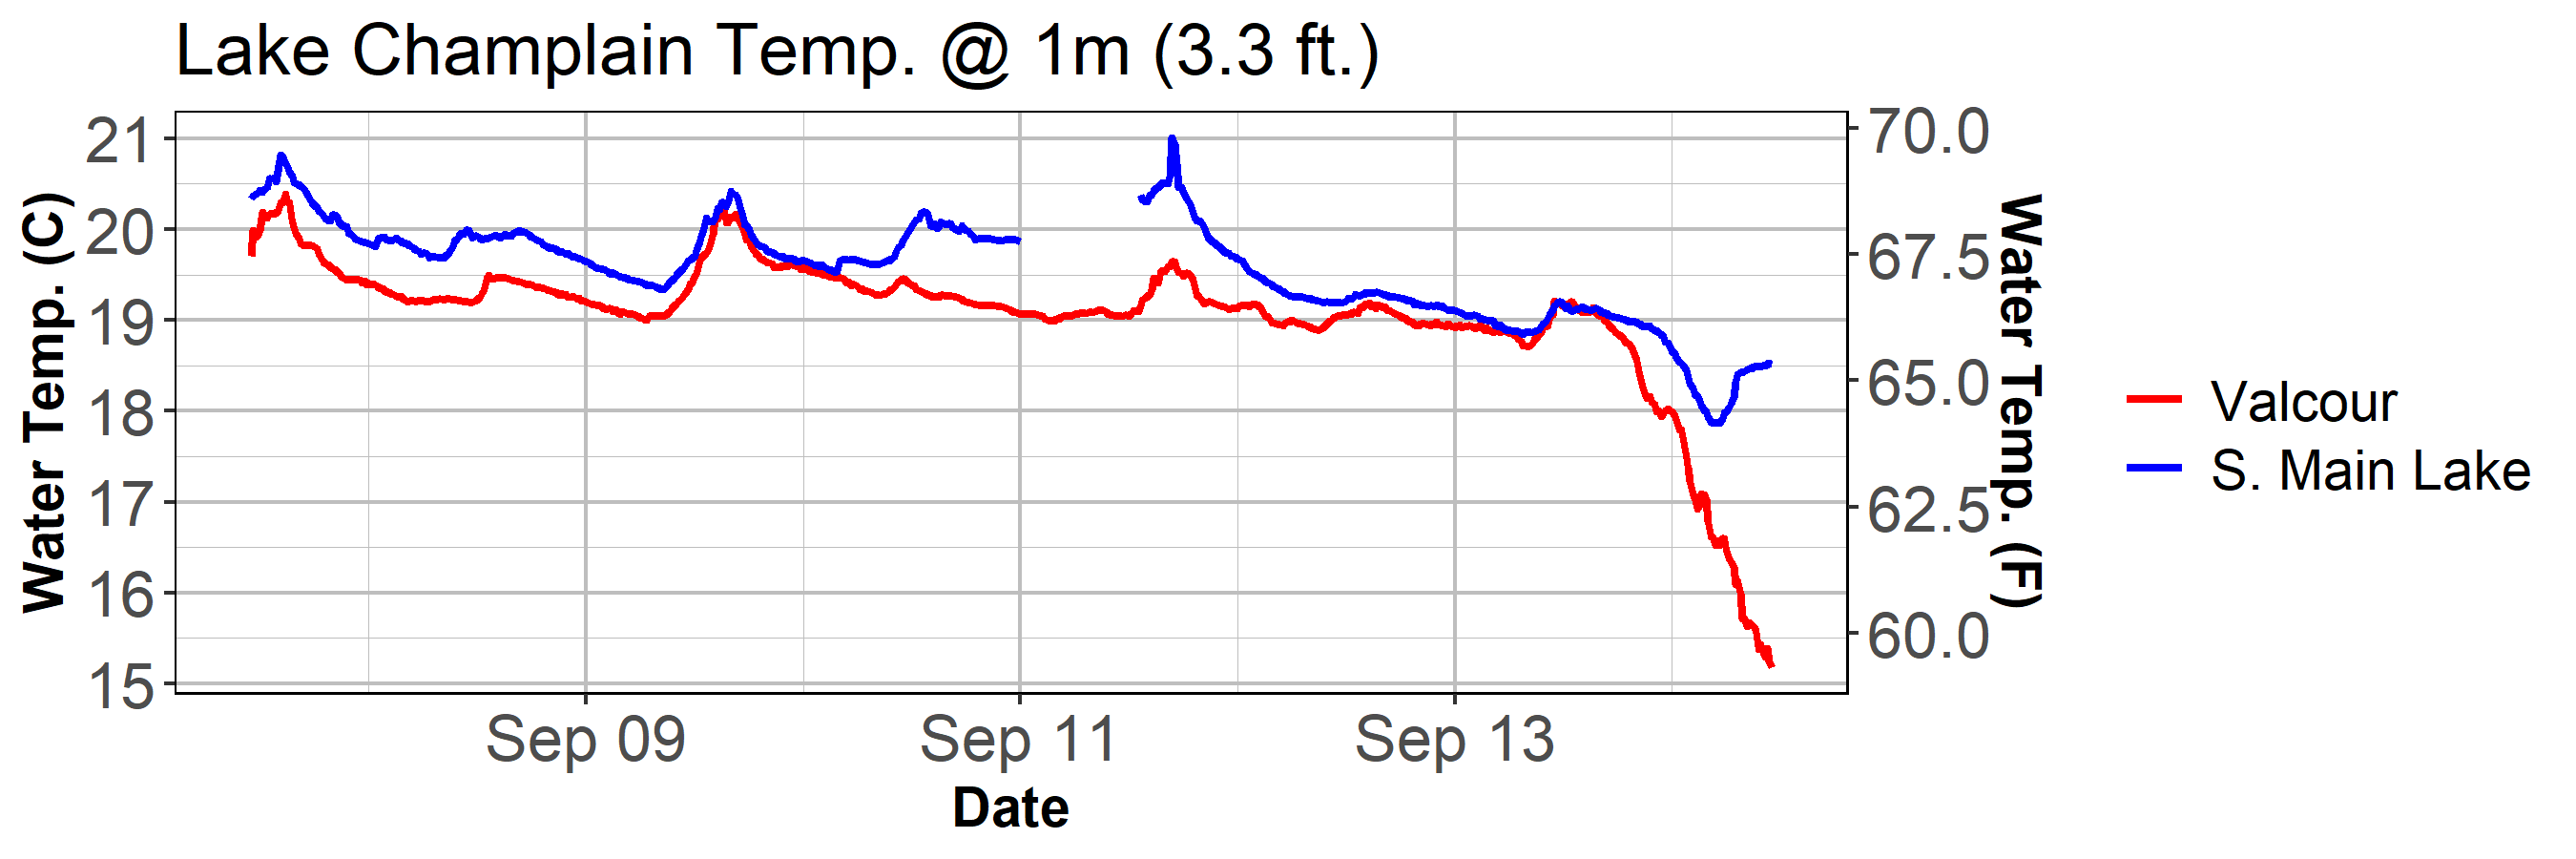 Lake Champlain Temp. @ 1m (3.3 ft.)
Water Temp. (C)
21
20
19
18
17
16
15
70.0
67.5
65.0
62.5
60.0
Water Temp. (F)
Sep 09
Sep 11
Sep 13
Date
Valcour
S. Main Lake